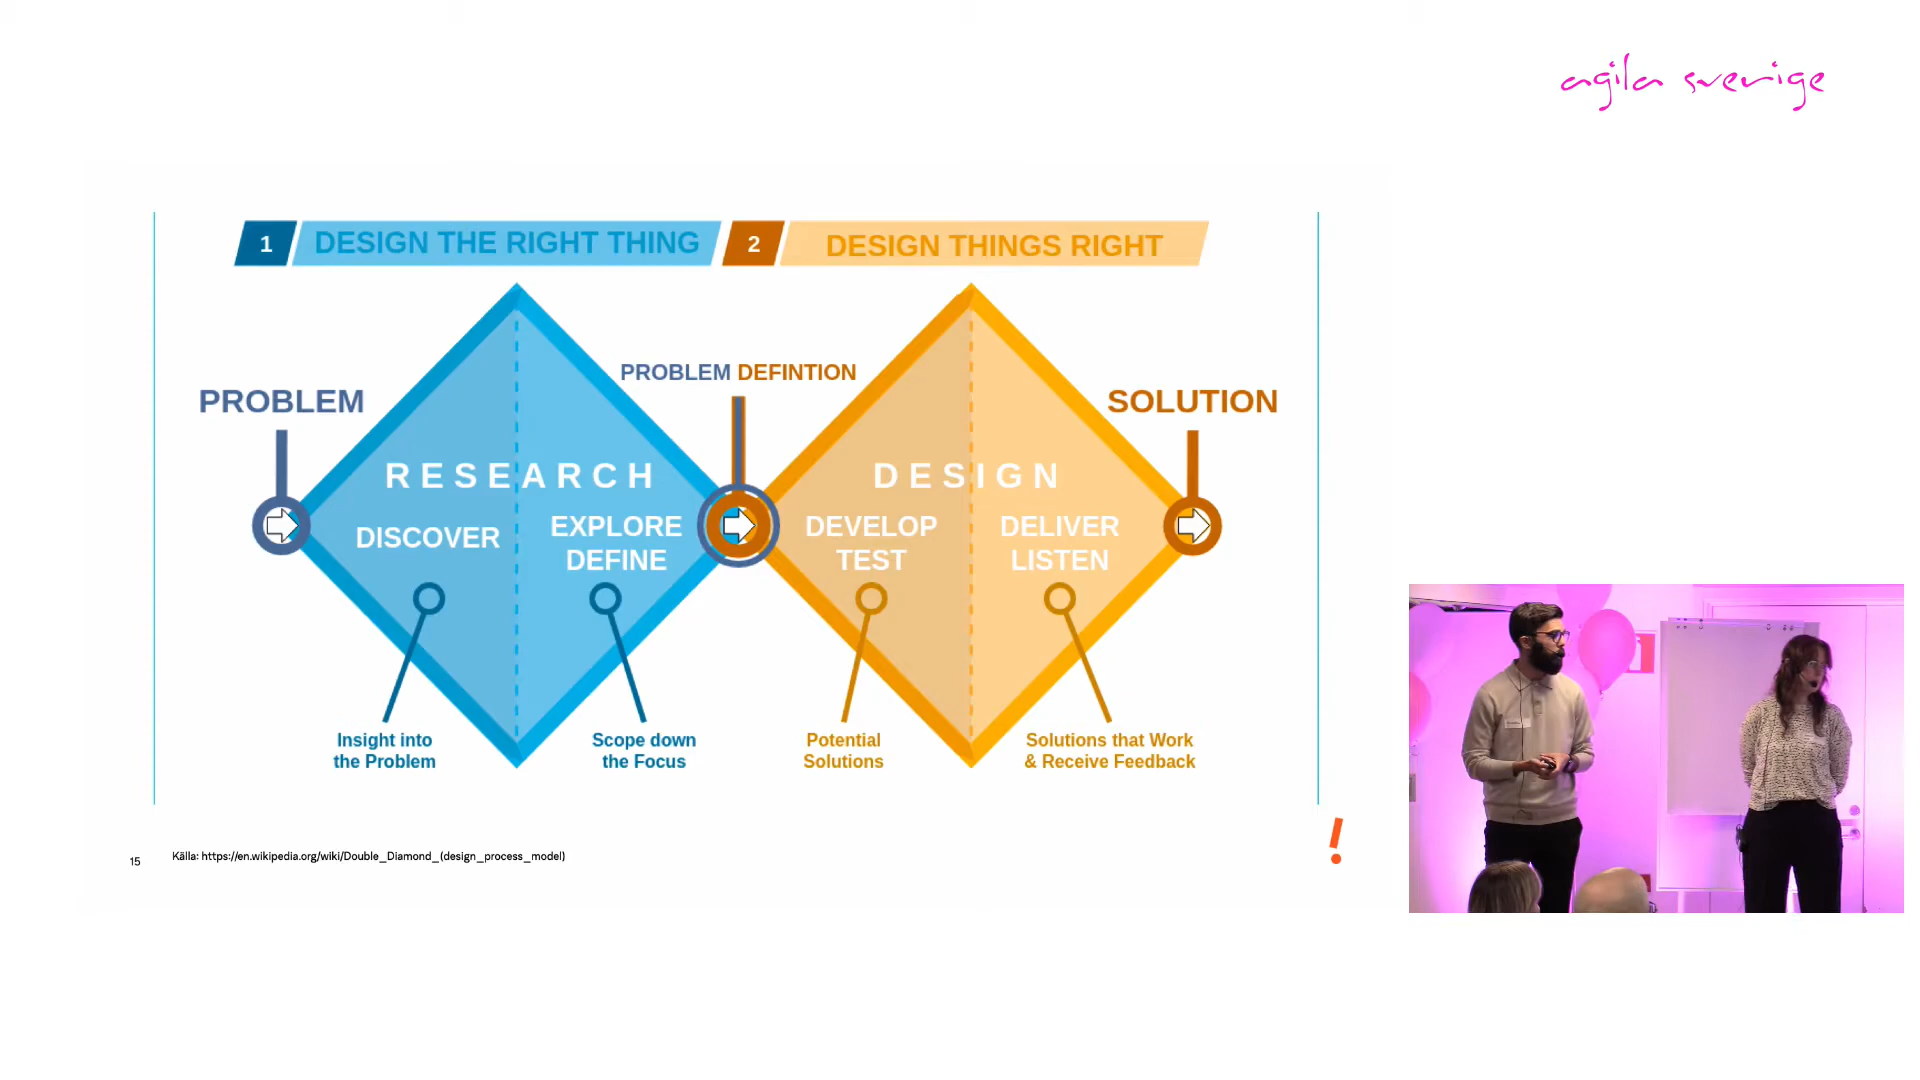 agila sverige
1 DESIGN THE RIGHT THING 2 DESIGN THINGS RIGHT
PROBLEM DEFINTION
PROBLEM
SOLUTION
RESEARCH
DESIGN
DISCOVER
EXPLORE
DEFINE
DEVELOP
TEST
DELIVER
LISTEN
Insight into
the Problem
Scope down
the Focus
Potential
Solutions
Solutions that Work
& Receive Feedback
15
Källa: https://en.wikipedia.org/wiki/Double_Diamond_(design_process_model)
!